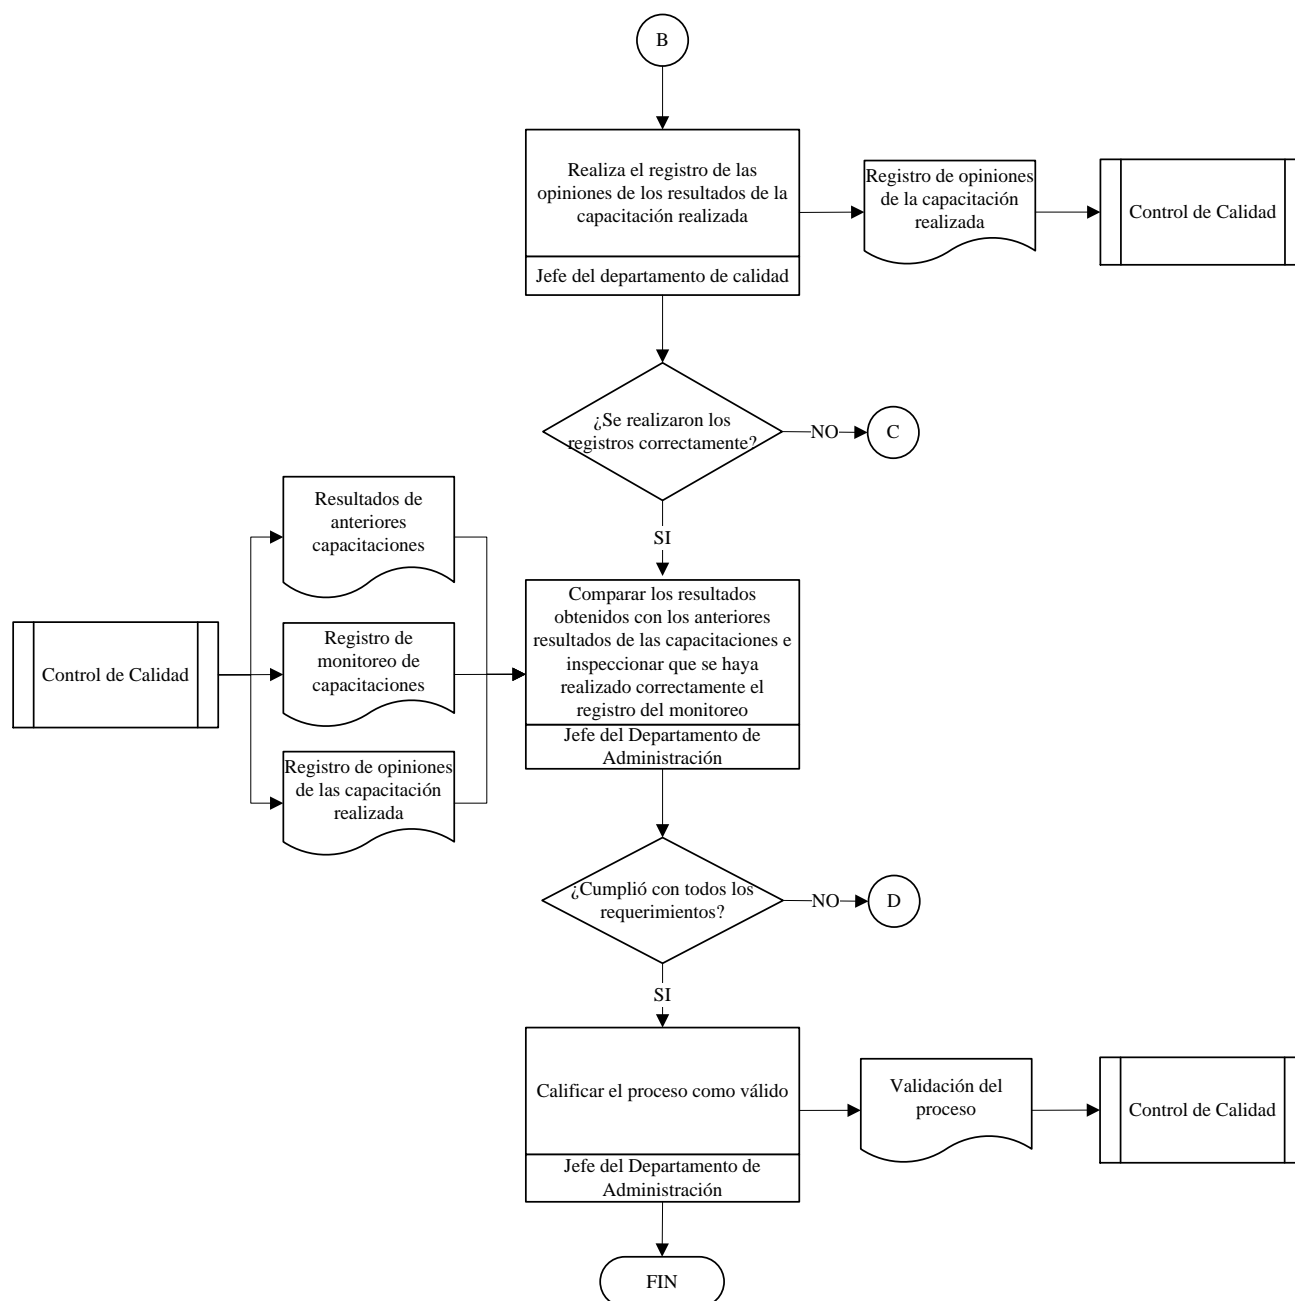 B
Realiza el registro de las
opiniones de los resultados de la
capacitación realizada
Jefe del departamento de calidad
Registro de opiniones
de la capacitación
realizada
Control de Calidad
¿Se realizaron los
registros correctamente?
NO
C
SI
Resultados de
anteriores
capacitaciones
Control de Calidad
Registro de
monitoreo de
capacitaciones
Registro de opiniones
de las capacitación
realizada
Comparar los resultados
obtenidos con los anteriores
resultados de las capacitaciones e
inspeccionar que se haya
realizado correctamente el
registro del monitoreo
Jefe del Departamento de
Administración
¿Cumplió con todos los
requerimientos?
NO
D
SI
Calificar el proceso como válido
Jefe del Departamento de
Administración
Validación del
proceso
Control de Calidad
FIN